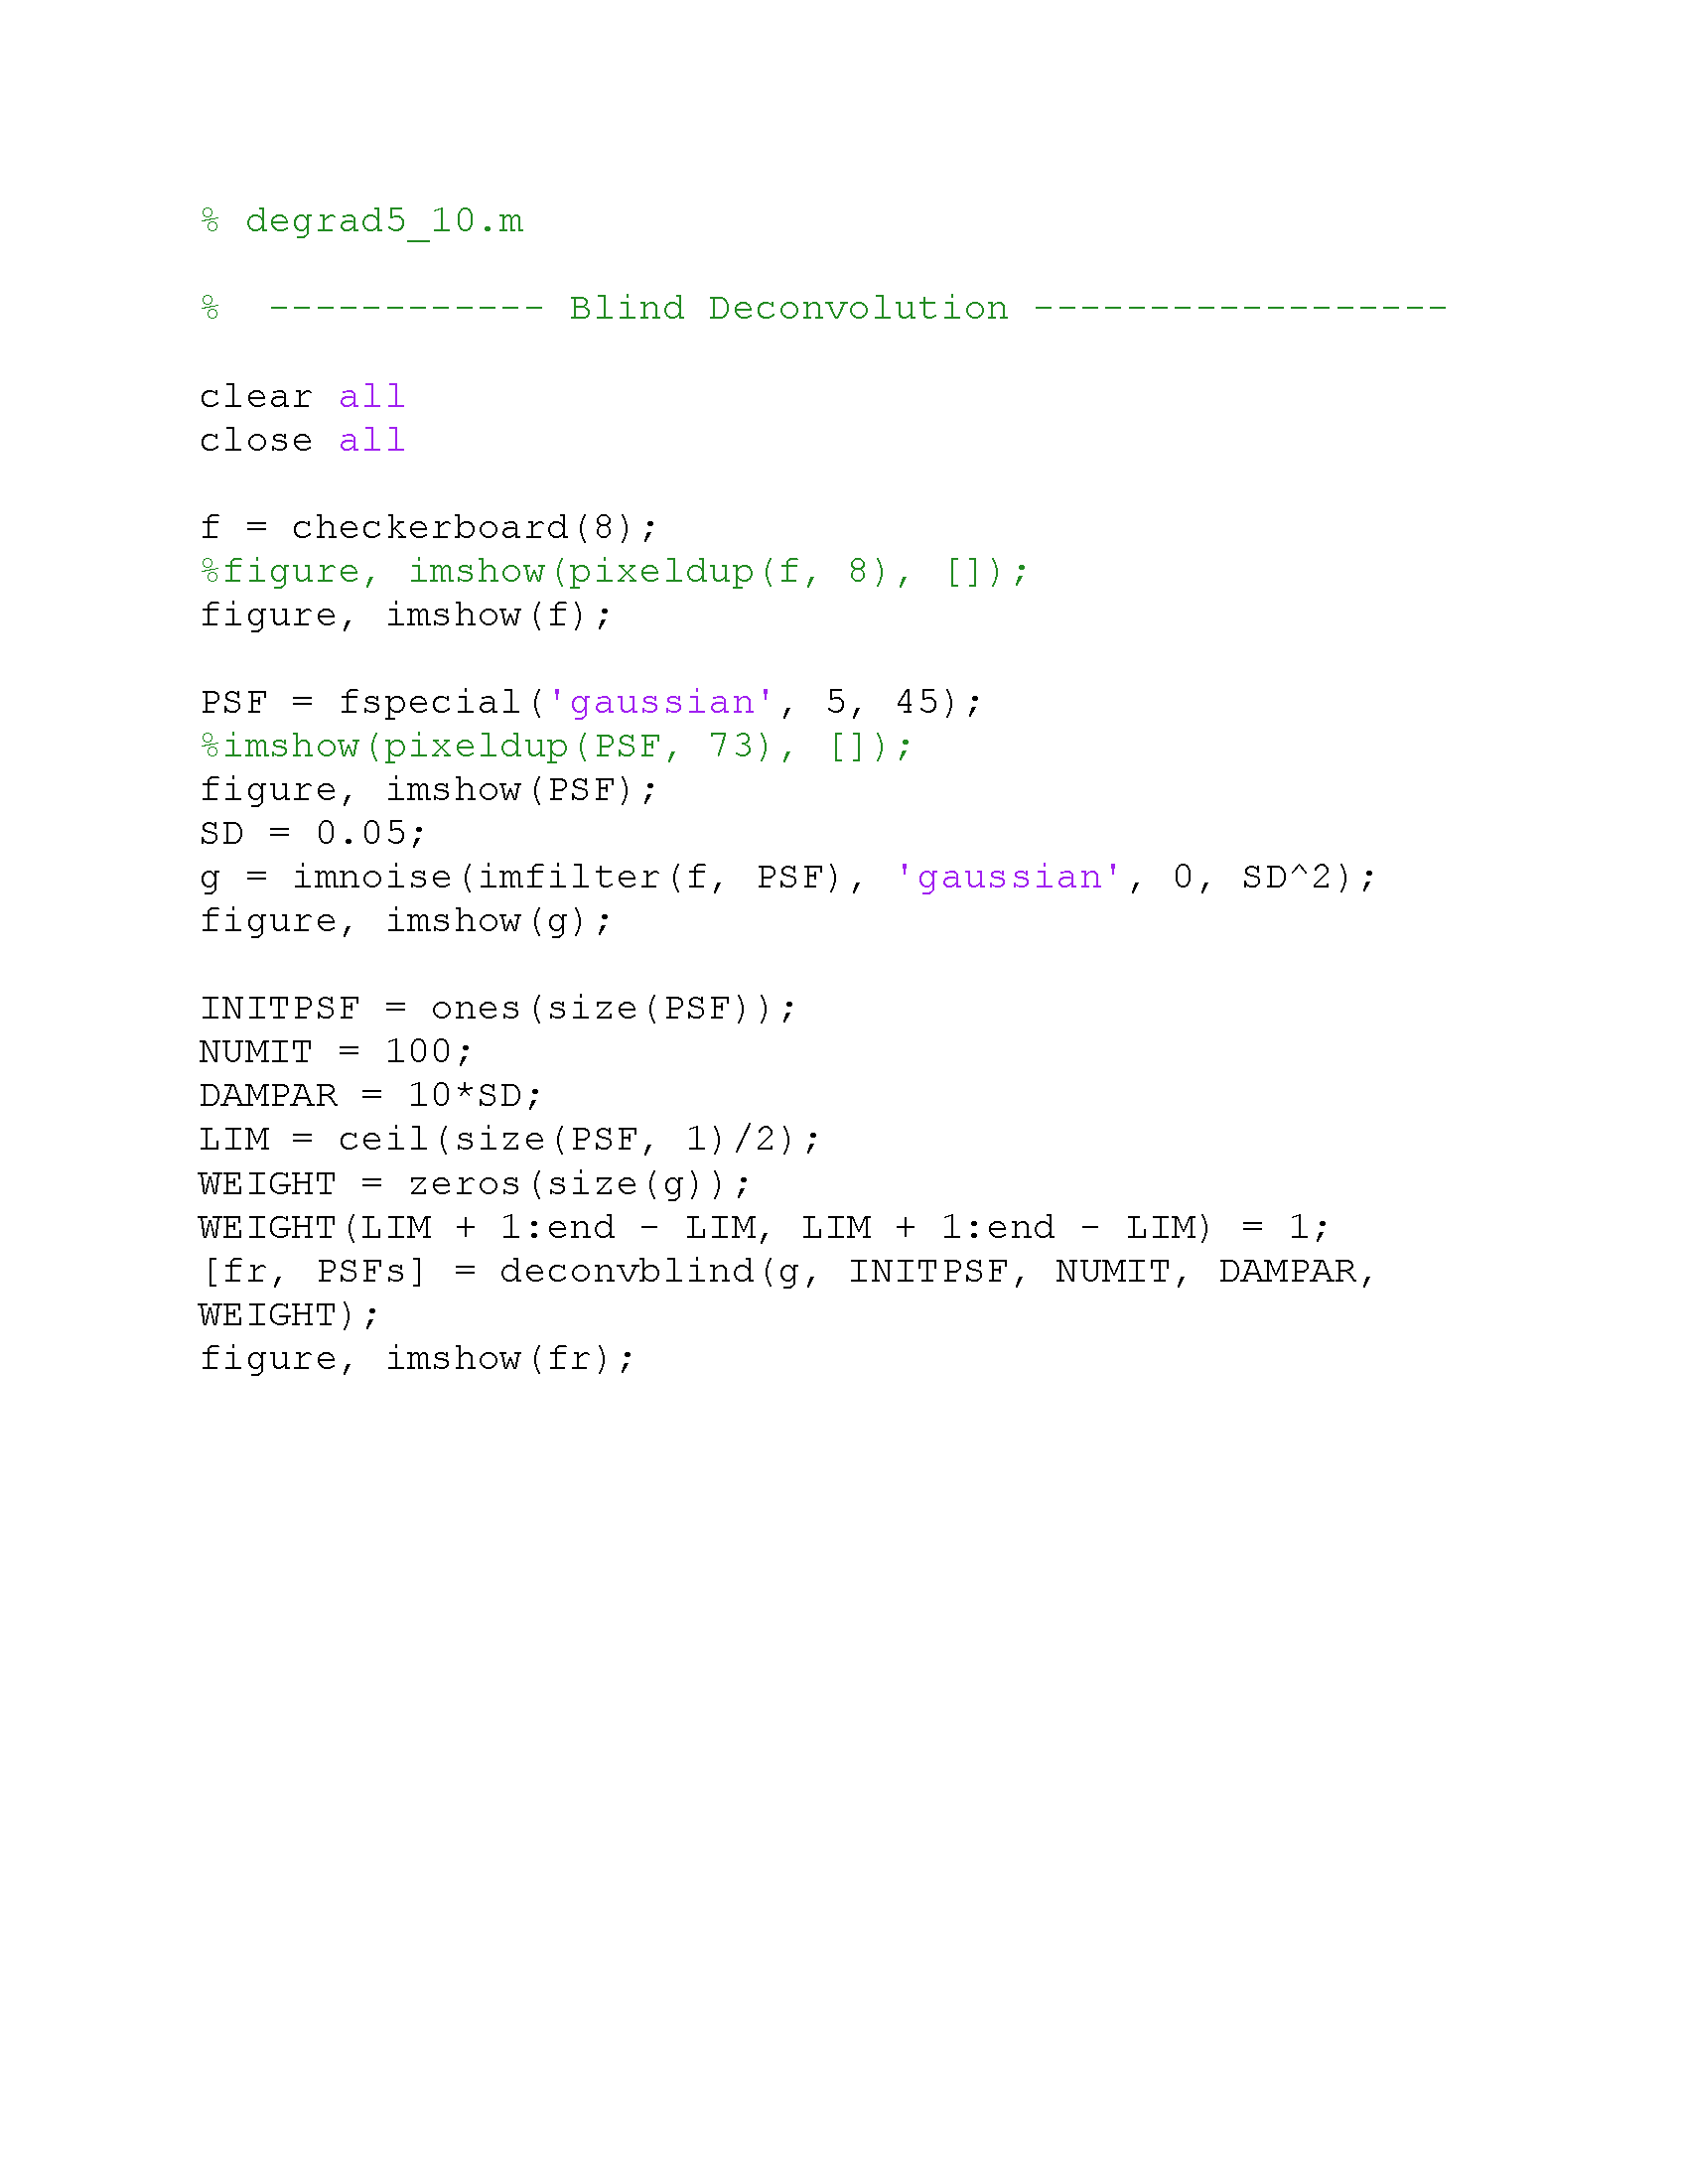 % degrad5_10.m
%  ------------ Blind Deconvolution ------------------
clear all
close all
f = checkerboard(8);
%figure, imshow(pixeldup(f, 8), []);
figure, imshow(f);
PSF = fspecial('gaussian', 5, 45);
%imshow(pixeldup(PSF, 73), []);
figure, imshow(PSF);
SD = 0.05;
g = imnoise(imfilter(f, PSF), 'gaussian', 0, SD^2);
figure, imshow(g);
INITPSF = ones(size(PSF));
NUMIT = 100;
DAMPAR = 10*SD;
LIM = ceil(size(PSF, 1)/2);
WEIGHT = zeros(size(g));
WEIGHT(LIM + 1:end - LIM, LIM + 1:end - LIM) = 1;
[fr, PSFs] = deconvblind(g, INITPSF, NUMIT, DAMPAR,
WEIGHT);
figure, imshow(fr);